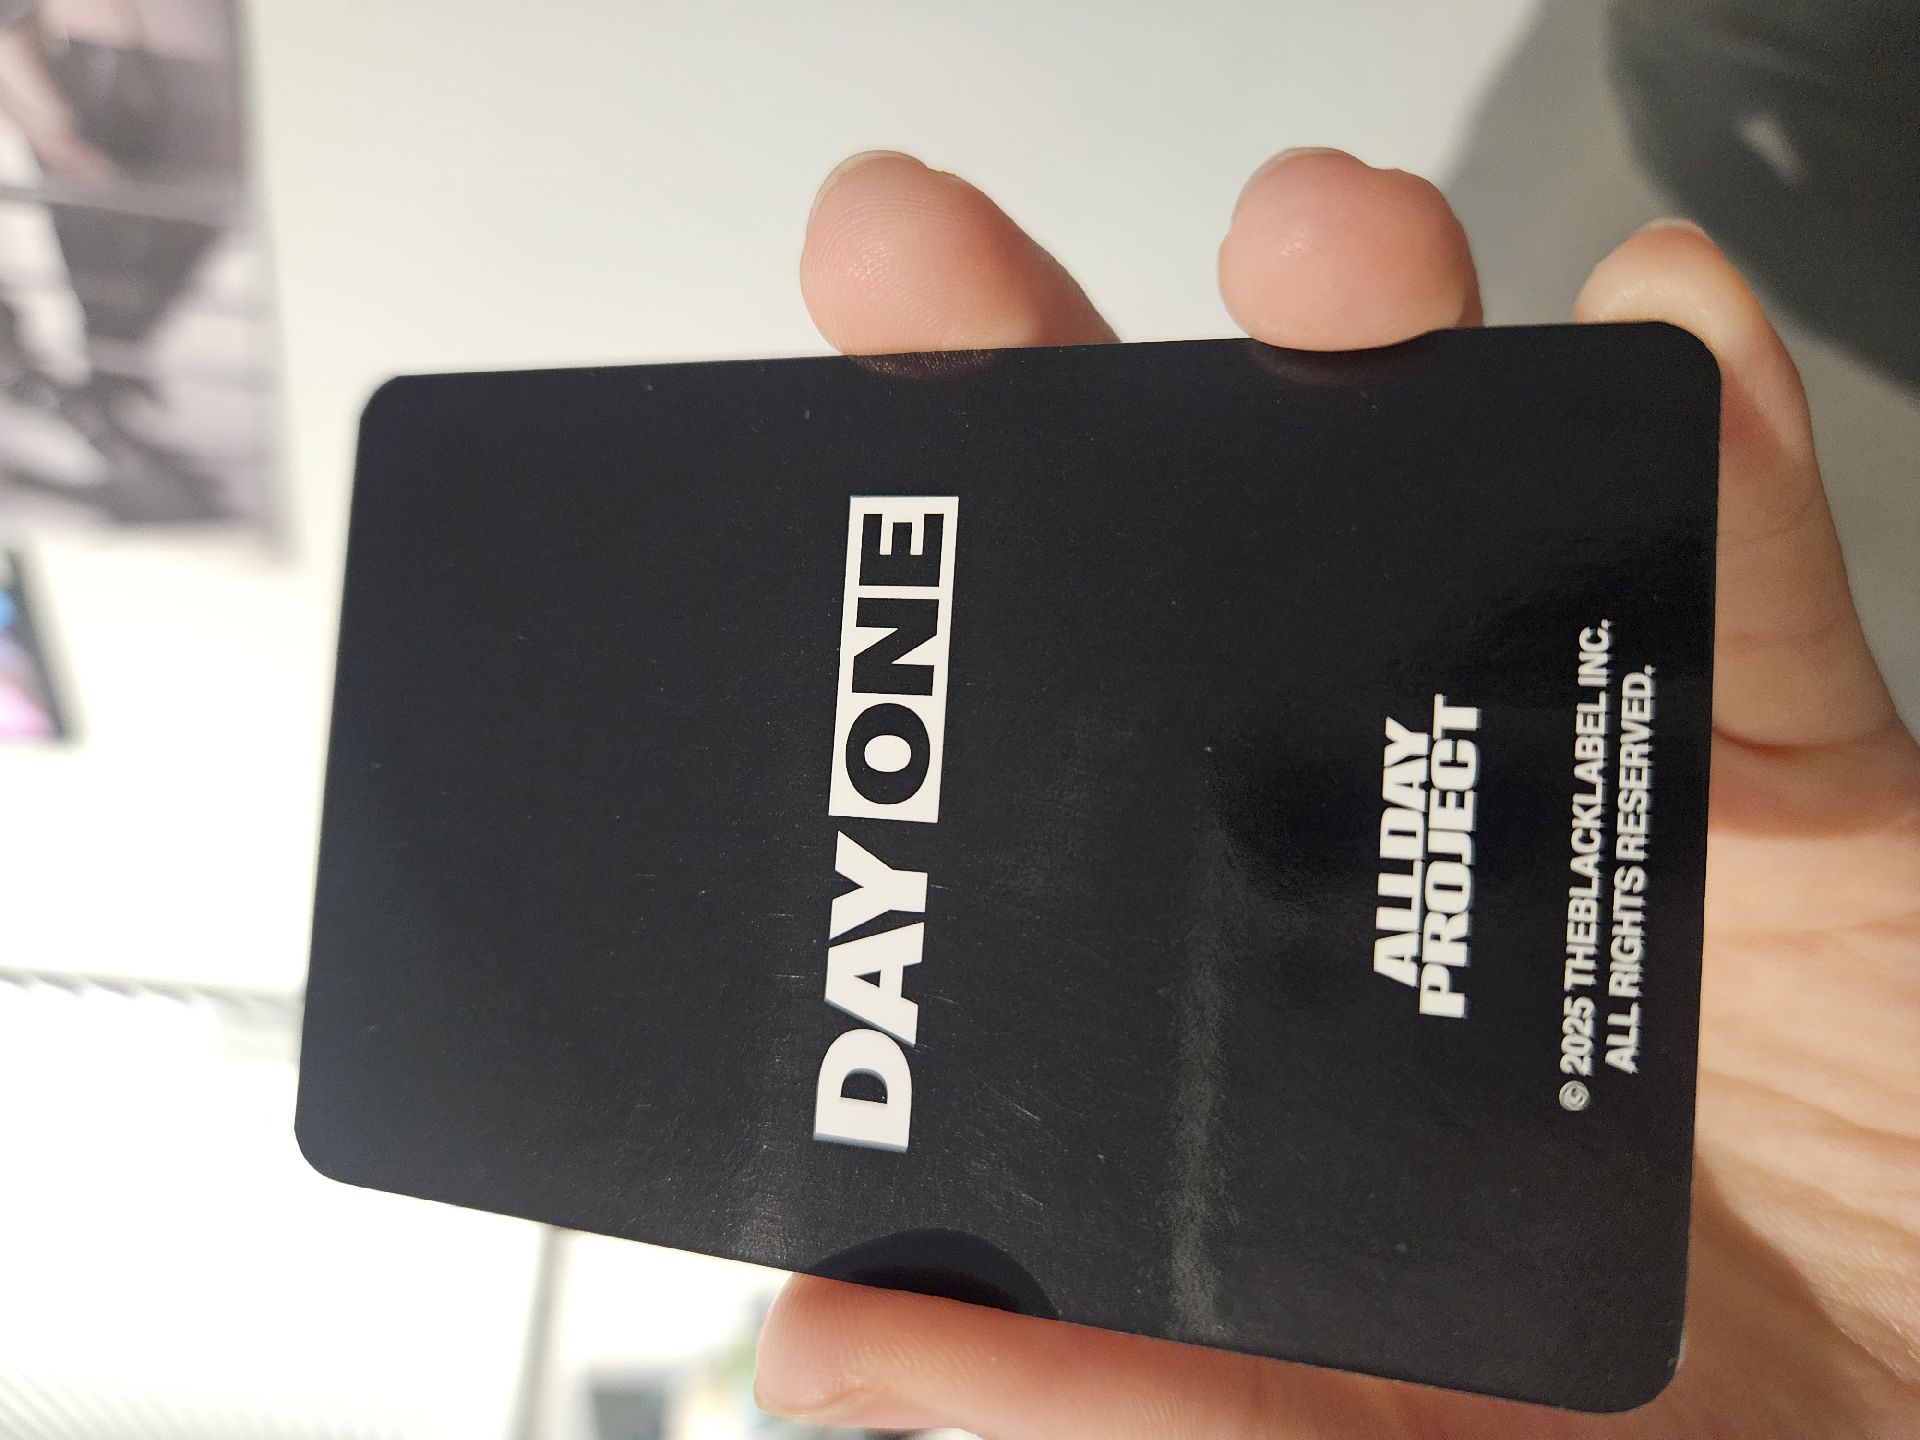 DAY ONE
ALLDAY
PROJECT
© 2025 THEBLACKLABEL INC.
ALL RIGHTS RESERVED.